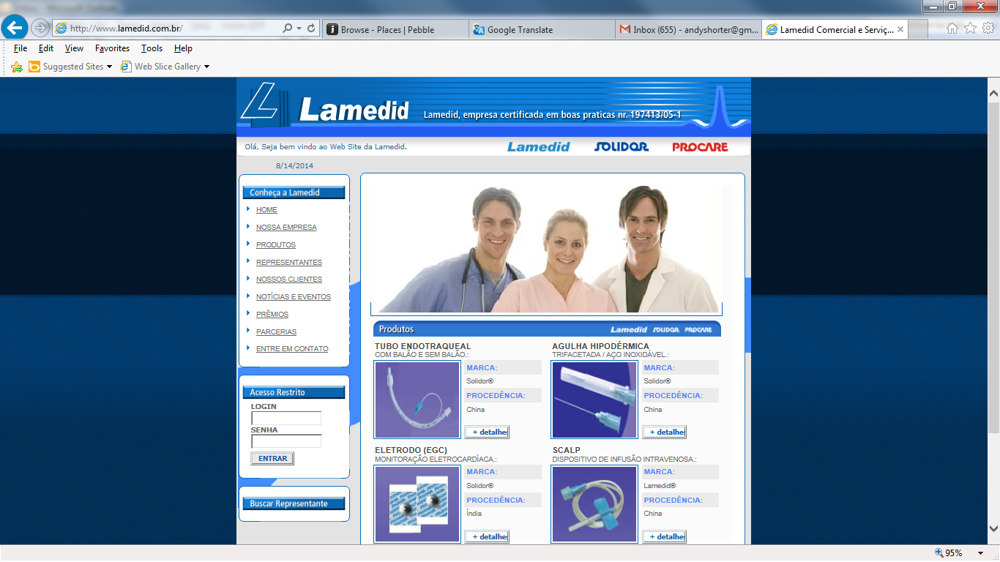 http://www.lamedid.com.br/
Browse - Places | Pebble
Google Translate
Inbox (655) - andyshorter@gm...
Lamedid Comercial e Serviç...
File Edit View Favorites Tools Help
Suggested Sites
Web Slice Gallery
Lamedid
Lamedid, empresa certificada em boas praticas nr. 197413/05-1
Olá, Seja bem vindo ao Web Site da Lamedid.
Lamedid SOLIDOR PROCARE
8/14/2014
Conheça a Lamedid
HOME
NOSSA EMPRESA
PRODUTOS
REPRESENTANTES
NOSSOS CLIENTES
NOTÍCIAS E EVENTOS
PRÊMIOS
PARCERIAS
ENTRE EM CONTATO
Acesso Restrito
LOGIN
SENHA
ENTRAR
Buscar Representante
Produtos
Lamedid SOLIDOR PROCARE
TUBO ENDOTRAQUEAL
COM BALÃO E SEM BALÃO.:
MARCA:
Solidor®
PROCEDÊNCIA:
China
+ detalhes
AGULHA HIPODÉRMICA
TRIFACETADA / AÇO INOXIDÁVEL.:
MARCA:
Solidor®
PROCEDÊNCIA:
China
+ detalhes
ELETRODO (EGC)
MONITORAÇÃO ELETROCARDÍACA.:
MARCA:
Solidor®
PROCEDÊNCIA:
Índia
+ detalhes
SCALP
DISPOSITIVO DE INFUSÃO INTRAVENOSA.:
MARCA:
Lamedid®
PROCEDÊNCIA:
China
+ detalhes
95%